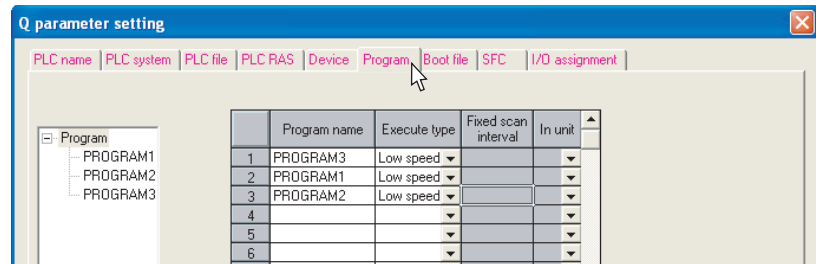 Q parameter setting
PLC name PLC system PLC file PLC RAS Device Program Boot file SFC I/O assignment
Program
PROGRAM1
PROGRAM2
PROGRAM3
Program name Execute type Fixed scan interval In unit
1 PROGRAM3 Low speed
2 PROGRAM1 Low speed
3 PROGRAM2 Low speed
4
5
6